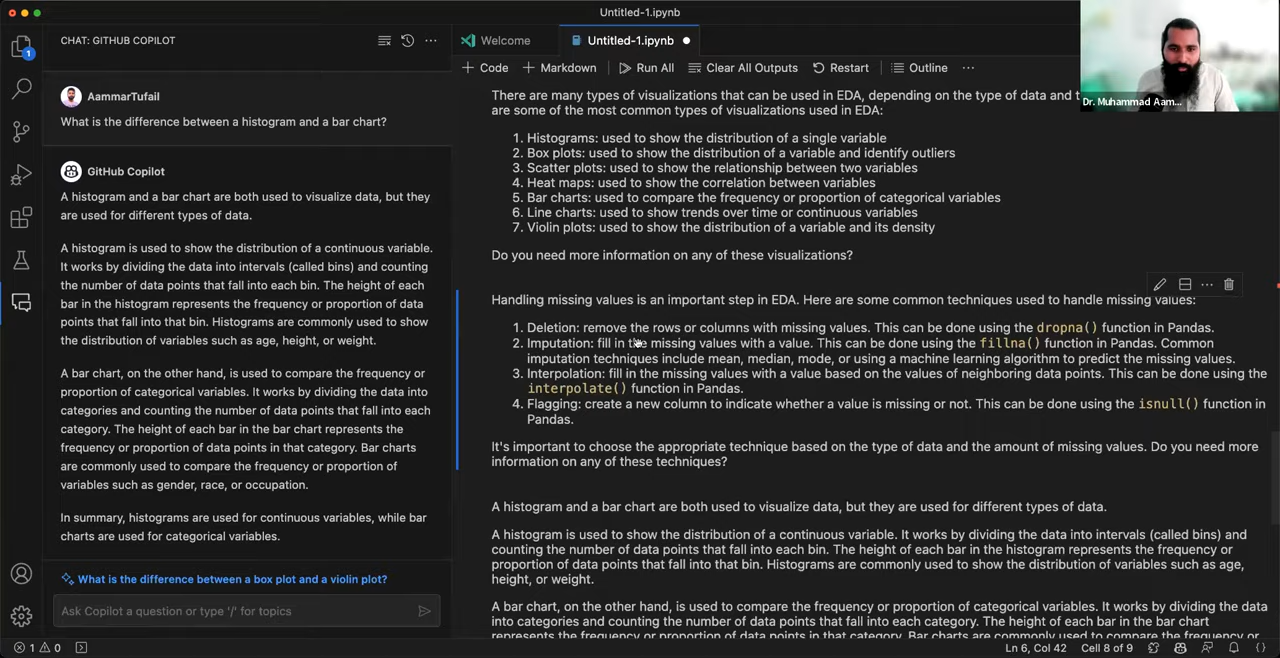 Untitled-1.ipynb
CHAT: GITHUB COPILOT
Welcome
Untitled-1.ipynb
Code
Markdown
Run All
Clear All Outputs
Restart
Outline
1
AammarTufail
What is the difference between a histogram and a bar chart?
GitHub Copilot
A histogram and a bar chart are both used to visualize data, but they
are used for different types of data.
A histogram is used to show the distribution of a continuous variable.
It works by dividing the data into intervals (called bins) and counting
the number of data points that fall into each bin. The height of each
bar in the histogram represents the frequency or proportion of data
points that fall into that bin. Histograms are commonly used to show
the distribution of variables such as age, height, or weight.
A bar chart, on the other hand, is used to compare the frequency or
proportion of categorical variables. It works by dividing the data into
categories and counting the number of data points that fall into each
category. The height of each bar in the bar chart represents the
frequency or proportion of data points in that category. Bar charts
are commonly used to compare the frequency or proportion of
variables such as gender, race, or occupation.
In summary, histograms are used for continuous variables, while bar
charts are used for categorical variables.
What is the difference between a box plot and a violin plot?
Ask Copilot a question or type '/' for topics
There are many types of visualizations that can be used in EDA, depending on the type of data and t
are some of the most common types of visualizations used in EDA:
1. Histograms: used to show the distribution of a single variable
2. Box plots: used to show the distribution of a variable and identify outliers
3. Scatter plots: used to show the relationship between two variables
4. Heat maps: used to show the correlation between variables
5. Bar charts: used to compare the frequency or proportion of categorical variables
6. Line charts: used to show trends over time or continuous variables
7. Violin plots: used to show the distribution of a variable and its density
Do you need more information on any of these visualizations?
Handling missing values is an important step in EDA. Here are some common techniques used to handle missing values:
1. Deletion: remove the rows or columns with missing values. This can be done using the dropna() function in Pandas.
2. Imputation: fill in the missing values with a value. This can be done using the fillna() function in Pandas. Common
imputation techniques include mean, median, mode, or using a machine learning algorithm to predict the missing values.
3. Interpolation: fill in the missing values with a value based on the values of neighboring data points. This can be done using the
interpolate() function in Pandas.
4. Flagging: create a new column to indicate whether a value is missing or not. This can be done using the isnull() function in
Pandas.
It's important to choose the appropriate technique based on the type of data and the amount of missing values. Do you need more
information on any of these techniques?
A histogram and a bar chart are both used to visualize data, but they are used for different types of data.
A histogram is used to show the distribution of a continuous variable. It works by dividing the data into intervals (called bins) and
counting the number of data points that fall into each bin. The height of each bar in the histogram represents the frequency or
proportion of data points that fall into that bin. Histograms are commonly used to show the distribution of variables such as age,
height, or weight.
A bar chart, on the other hand, is used to compare the frequency or proportion of categorical variables. It works by dividing the data
into categories and counting the number of data points that fall into each category. The height of each bar in the bar chart
represents the frequency or proportion of data points in that category. Bar charts are commonly used to compare the frequency or
Dr. Muhammad Aam...
1 0
Ln 6, Col 42
Cell 8 of 9